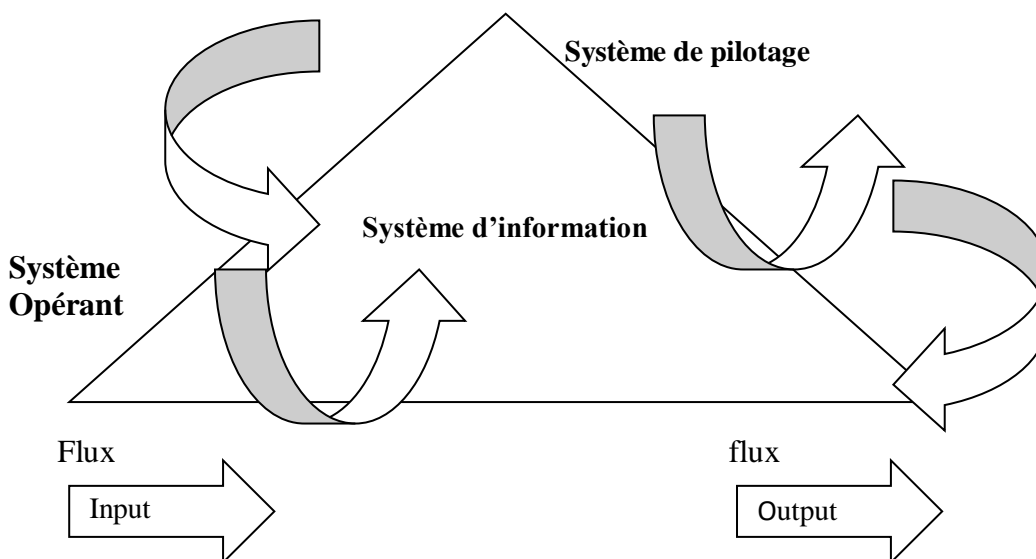 Système de pilotage
Système d'information
Système
Opérant
Flux
flux
Input
Output